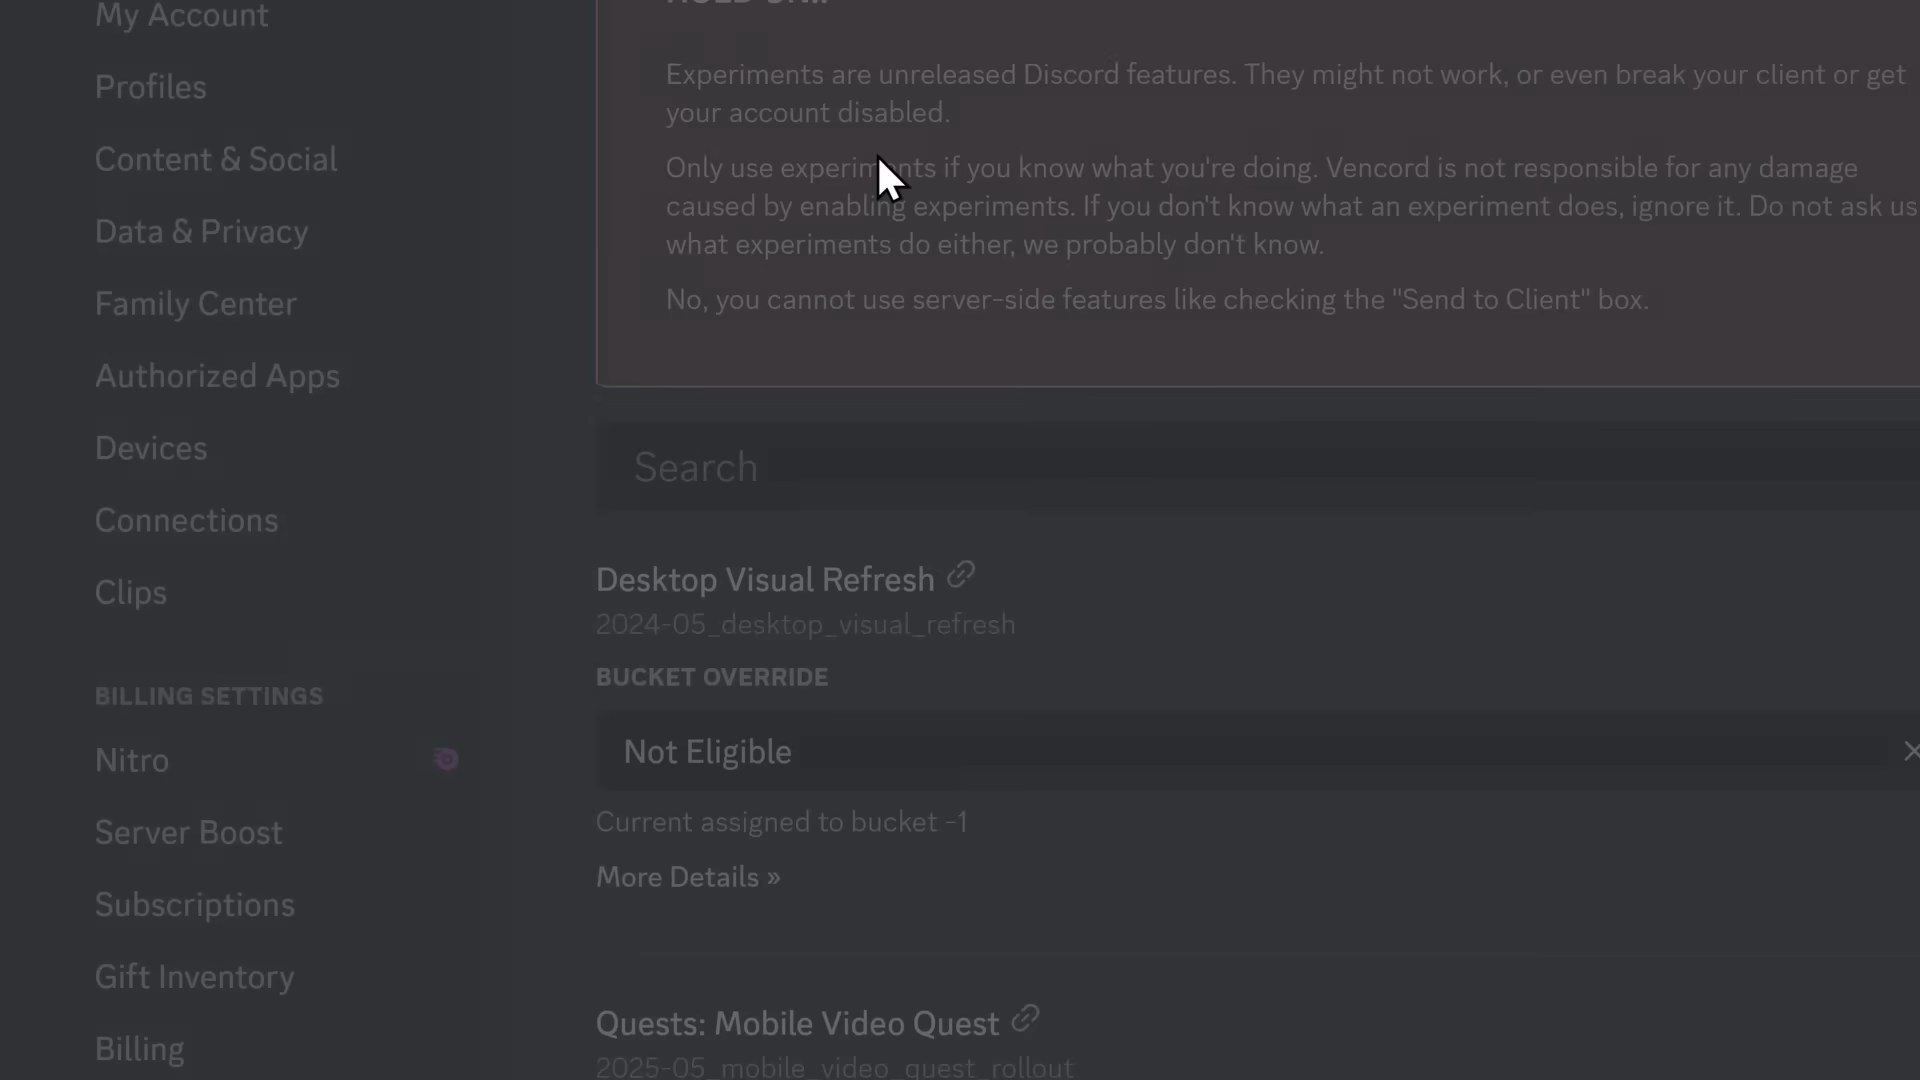 My Account
Profiles
Content & Social
Data & Privacy
Family Center
Authorized Apps
Devices
Connections
Clips
BILLING SETTINGS
Nitro
Server Boost
Subscriptions
Gift Inventory
Billing
HOLD ON!!
Experiments are unreleased Discord features. They might not work, or even break your client or get
your account disabled.
Only use experiments if you know what you're doing. Vencord is not responsible for any damage
caused by enabling experiments. If you don't know what an experiment does, ignore it. Do not ask us
what experiments do either, we probably don't know.
No, you cannot use server-side features like checking the "Send to Client" box.
Search
Desktop Visual Refresh
2024-05_desktop_visual_refresh
BUCKET OVERRIDE
Not Eligible
Current assigned to bucket -1
More Details »
Quests: Mobile Video Quest
2025-05_mobile_video_quest_rollout